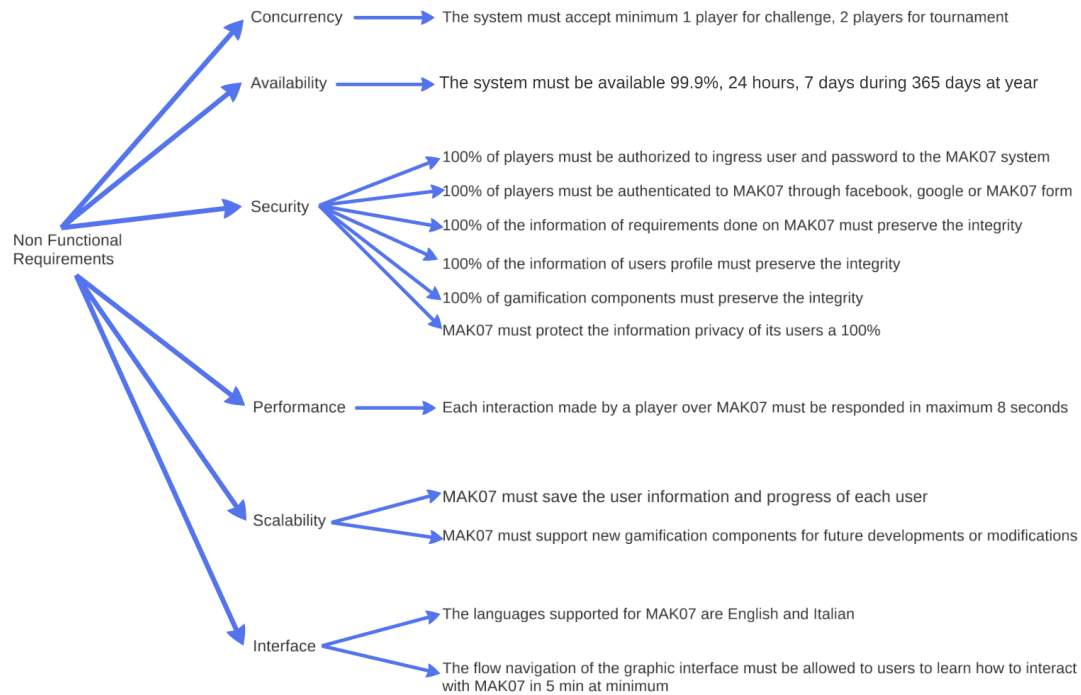 Non Functional
Requirements
Concurrency
The system must accept minimum 1 player for challenge, 2 players for tournament
Availability
The system must be available 99.9%, 24 hours, 7 days during 365 days at year
Security
100% of players must be authorized to ingress user and password to the MAK07 system
100% of players must be authenticated to MAK07 through facebook, google or MAK07 form
100% of the information of requirements done on MAK07 must preserve the integrity
100% of the information of users profile must preserve the integrity
100% of gamification components must preserve the integrity
MAK07 must protect the information privacy of its users a 100%
Performance
Each interaction made by a player over MAK07 must be responded in maximum 8 seconds
Scalability
MAK07 must save the user information and progress of each user
MAK07 must support new gamification components for future developments or modifications
Interface
The languages supported for MAK07 are English and Italian
The flow navigation of the graphic interface must be allowed to users to learn how to interact
with MAK07 in 5 min at minimum